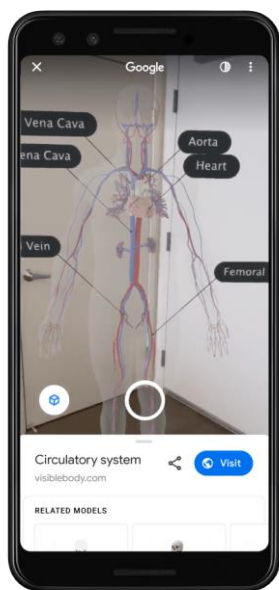 Google
Vena Cava
Aorta
ena Cava
Heart
Vein
Femoral
Circulatory system
Visit
visiblebody.com
RELATED MODELS